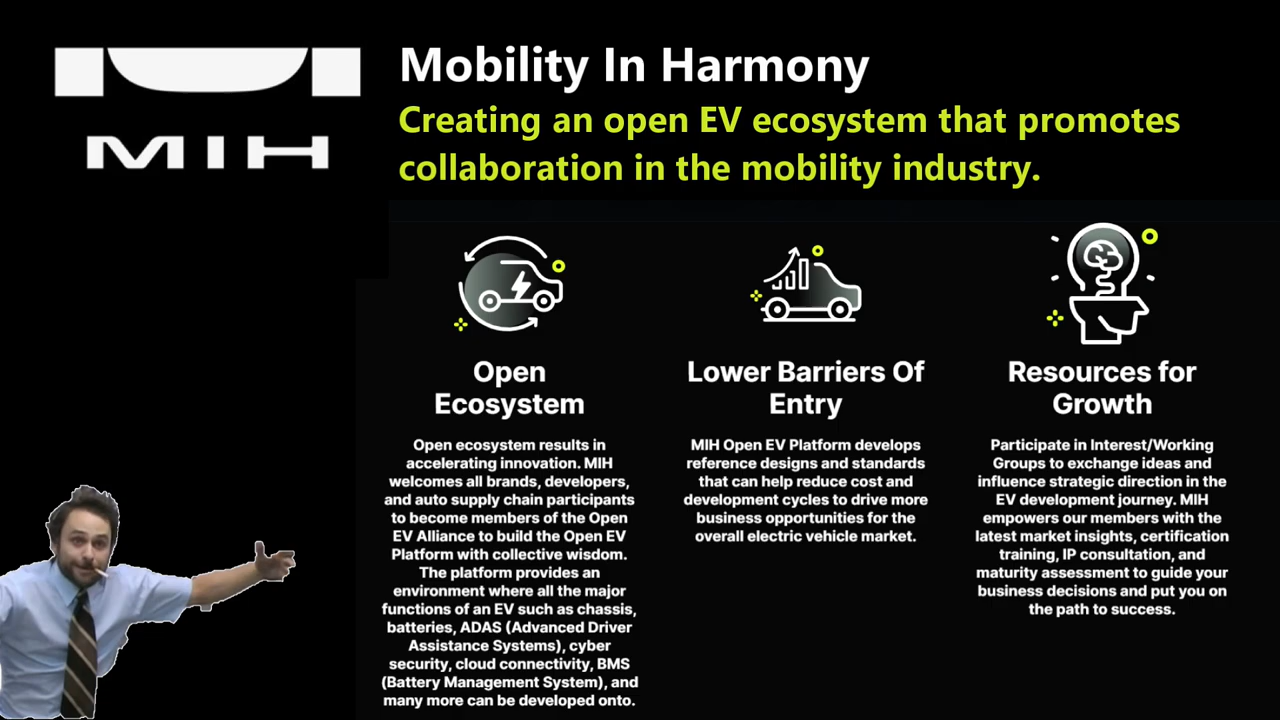 MIH
Mobility In Harmony
Creating an open EV ecosystem that promotes
collaboration in the mobility industry.
Open
Ecosystem
Open ecosystem results in
accelerating innovation. MIH
welcomes all brands, developers,
and auto supply chain participants
to become members of the Open
EV Alliance to build the Open EV
Platform with collective wisdom.
The platform provides an
environment where all the major
functions of an EV such as chassis,
batteries, ADAS (Advanced Driver
Assistance Systems), cyber
security, cloud connectivity, BMS
(Battery Management System), and
many more can be developed onto.
Lower Barriers Of
Entry
MIH Open EV Platform develops
reference designs and standards
that can help reduce cost and
development cycles to drive more
business opportunities for the
overall electric vehicle market.
Resources for
Growth
Participate in Interest/Working
Groups to exchange ideas and
influence strategic direction in the
EV development journey. MIH
empowers our members with the
latest market insights, certification
training, IP consultation, and
maturity assessment to guide your
business decisions and put you on
the path to success.